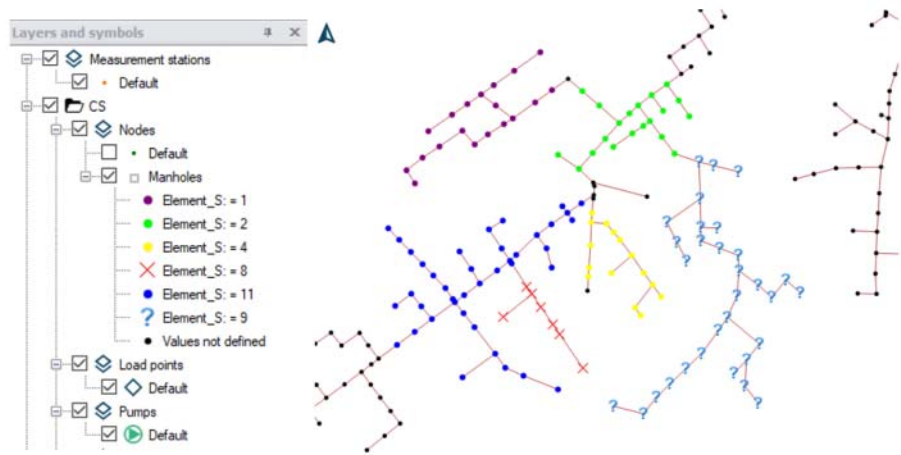 Layers and symbols
Measurement stations
Default
CS
Nodes
Default
Manholes
Element_S: = 1
Element_S: = 2
Element_S: = 4
Element_S: = 8
Element_S: = 11
? Element_S: = 9
Values not defined
Load points
Default
Pumps
Default